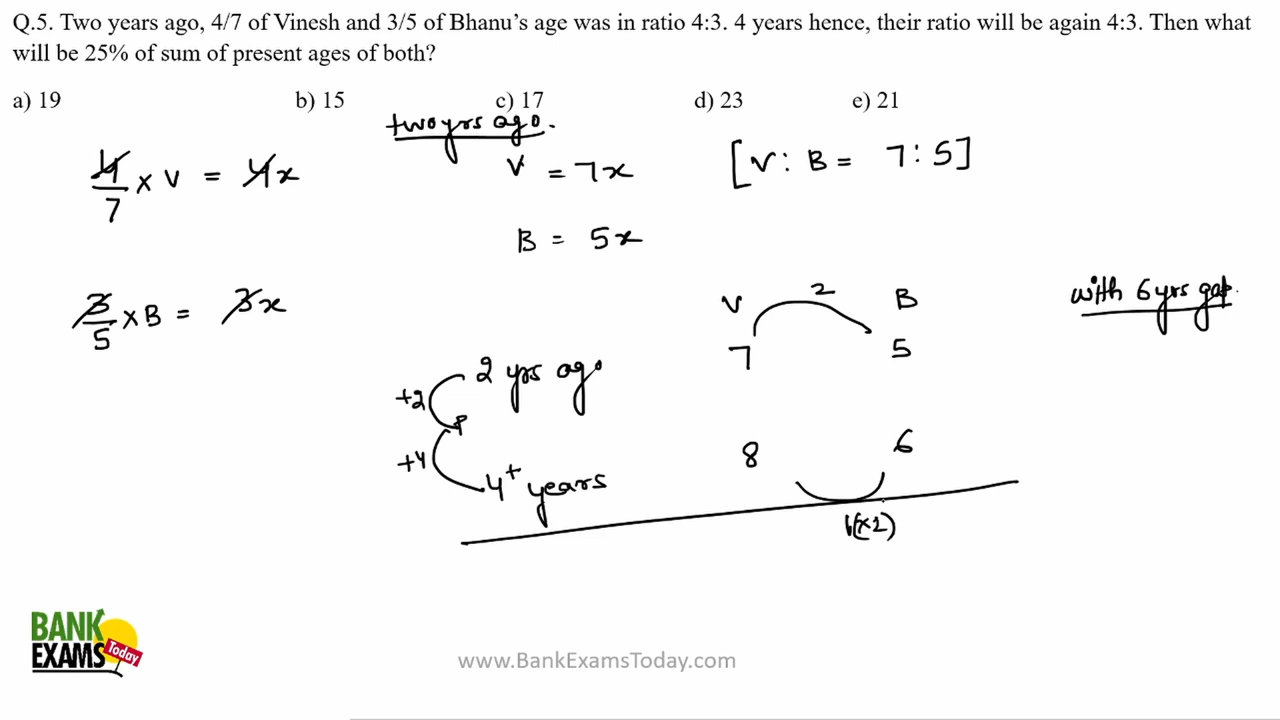 Q.5. Two years ago, 4/7 of Vinesh and 3/5 of Bhanu’s age was in ratio 4:3. 4 years hence, their ratio will be again 4:3. Then what
will be 25% of sum of present ages of both?
a) 19 b) 15 c) 17 d) 23 e) 21
two yrs ago.
4/7 × V = 4x
V = 7x
[V : B = 7 : 5]
B = 5x
3/5 × B = 3x
V 2 B
with 6 yrs gap.
7 5
2 yrs ago
+2
P
8 6
+4
4+ years
1(×2)
BANK
EXAMS Today
www.BankExamsToday.com